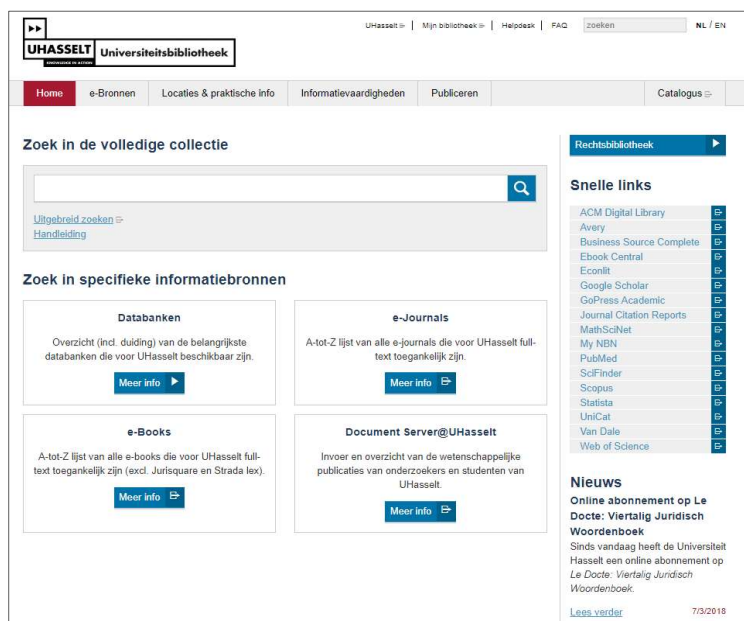 UHasselt
Mijn bibliotheek
Helpdesk
FAQ
zoeken
NL / EN
UHASSELT
KNOWLEDGE IN ACTION
Universiteitsbibliotheek
Home
e-Bronnen
Locaties & praktische info
Informatievaardigheden
Publiceren
Catalogus
Zoek in de volledige collectie
Uitgebreid zoeken
Handleiding
Zoek in specifieke informatiebronnen
Databanken
Overzicht (incl. duiding) van de belangrijkste
databanken die voor UHasselt beschikbaar zijn.
Meer info
e-Journals
A-tot-Z lijst van alle e-journals die voor UHasselt full-
text toegankelijk zijn.
Meer info
e-Books
A-tot-Z lijst van alle e-books die voor UHasselt full-
text toegankelijk zijn (excl. Jurisquare en Strada lex).
Meer info
Document Server@UHasselt
Invoer en overzicht van de wetenschappelijke
publicaties van onderzoekers en studenten van
UHasselt.
Meer info
Rechtsbibliotheek
Snelle links
ACM Digital Library
Avery
Business Source Complete
Ebook Central
Econlit
Google Scholar
GoPress Academic
Journal Citation Reports
MathSciNet
My NBN
PubMed
SciFinder
Scopus
Statista
UniCat
Van Dale
Web of Science
Nieuws
Online abonnement op Le
Docte: Viertalig Juridisch
Woordenboek
Sinds vandaag heeft de Universiteit
Hasselt een online abonnement op
Le Docte: Viertalig Juridisch
Woordenboek.
Lees verder
7/3/2018